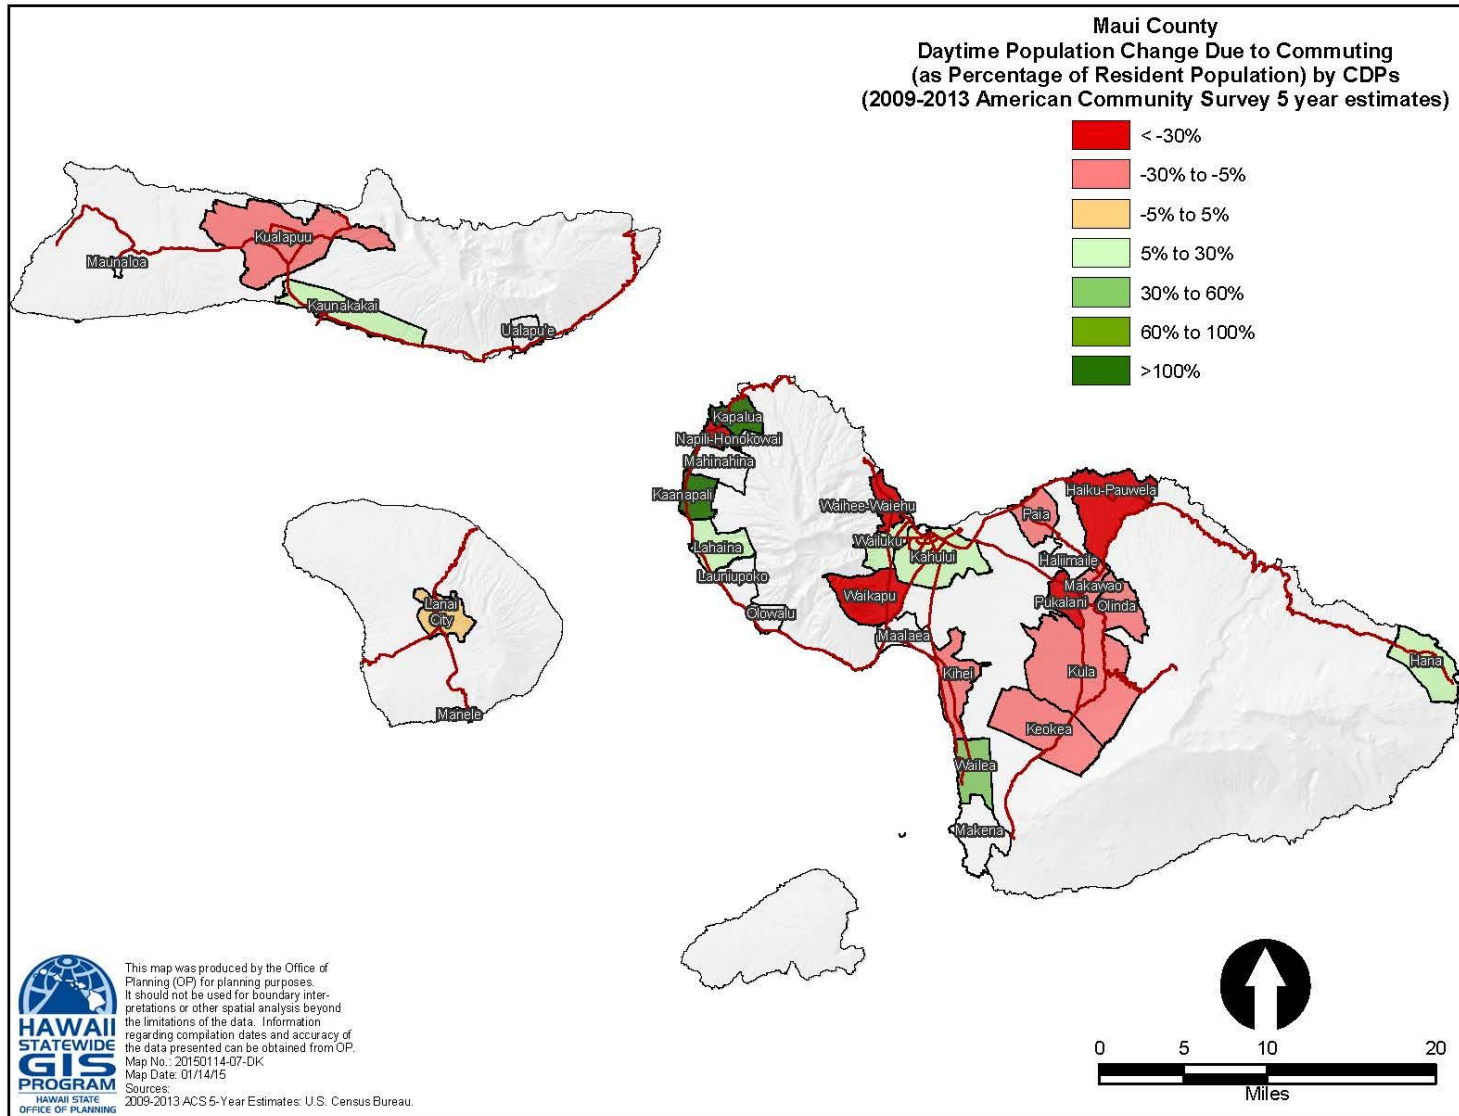 Maui County
Daytime Population Change Due to Commuting
(as Percentage of Resident Population) by CDPs
(2009-2013 American Community Survey 5 year estimates)
< -30%
-30% to -5%
-5% to 5%
5% to 30%
30% to 60%
60% to 100%
>100%
Kualapuu
Maunaloa
Kaunakakai
Ualapu'e
Kapalua
Napili-Honokowai
Mahinahina
Kaanapali
Lahaina
Launiupoko
Olowalu
Waihee-Waiehu
Wailuku
Kahului
Waikapu
Maalaea
Haiku-Pauwela
Paia
Haliimaile
Makawao
Pukalani
Olinda
Kihei
Kula
Keokea
Wailea
Makena
Hana
Lanai
City
Manele
HAWAII
STATEWIDE
GIS
PROGRAM
HAWAII STATE
OFFICE OF PLANNING
This map was produced by the Office of
Planning (OP) for planning purposes.
It should not be used for boundary inter-
pretations or other spatial analysis beyond
the limitations of the data.  Information
regarding compilation dates and accuracy of
the data presented can be obtained from OP.
Map No.: 20150114-07-DK
Map Date: 01/14/15
Sources:
2009-2013 ACS 5-Year Estimates: U.S. Census Bureau.
0 5 10 20
Miles